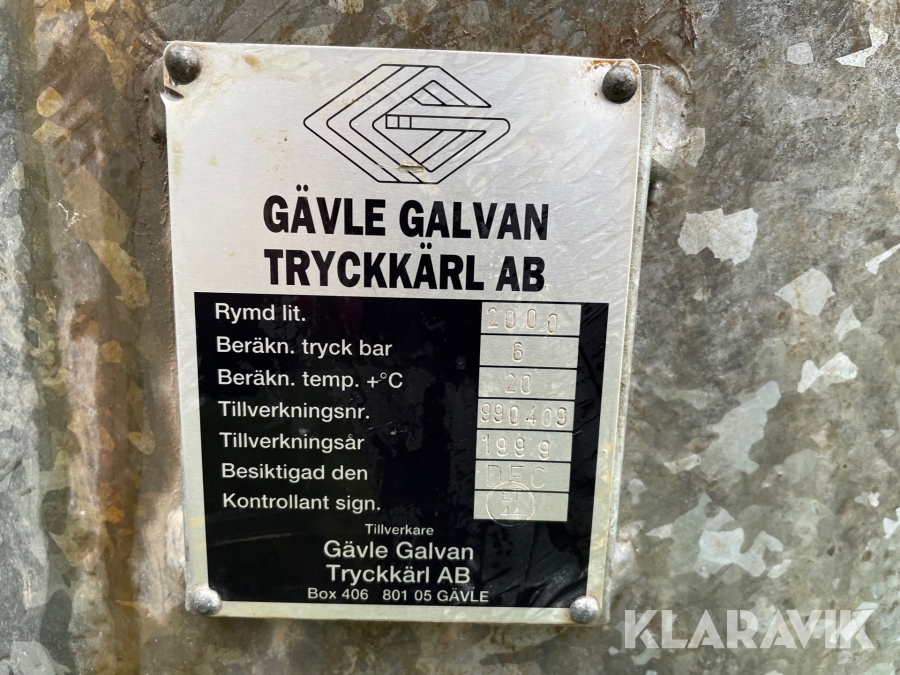 GÄVLE GALVAN
TRYCKKÄRL AB
Rymd lit. 2000
Beräkn. tryck bar 6
Beräkn. temp. +°C 20
Tillverkningsnr. 990409
Tillverkningsår 1999
Besiktigad den DEC
Kontrollant sign.
Tillverkare
Gävle Galvan
Tryckkärl AB
Box 406 801 05 GÄVLE
KLARAVIK